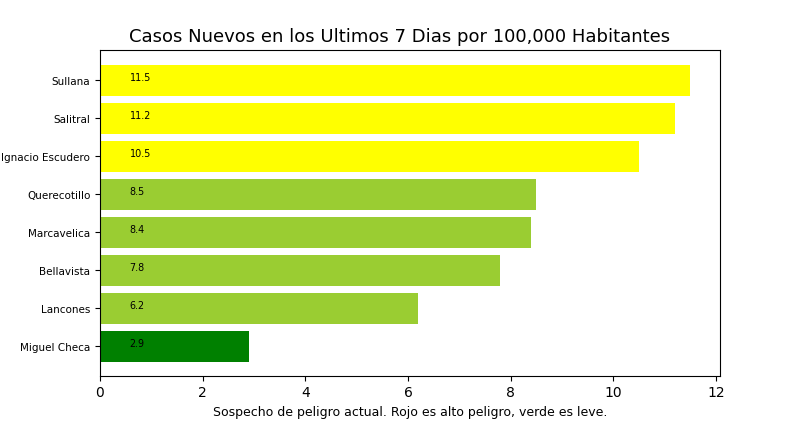 Casos Nuevos en los Ultimos 7 Dias por 100,000 Habitantes
Sullana 11.5
Salitral 11.2
Ignacio Escudero 10.5
Querecotillo 8.5
Marcavelica 8.4
Bellavista 7.8
Lancones 6.2
Miguel Checa 2.9
0 2 4 6 8 10 12
Sospecho de peligro actual. Rojo es alto peligro, verde es leve.